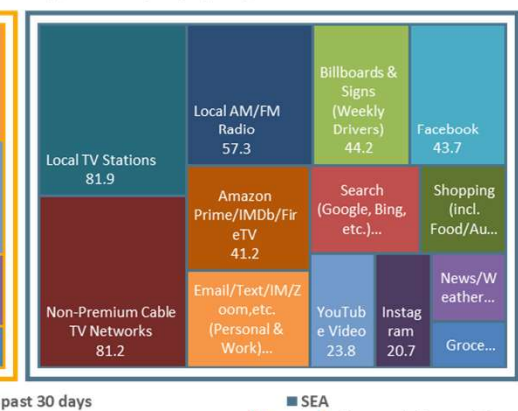 Local TV Stations
81.9
Non-Premium Cable
TV Networks
81.2
Local AM/FM
Radio
57.3
Amazon
Prime/IMDb/Fir
eTV
41.2
Email/Text/IM/Z
oom,etc.
(Personal &
Work)...
Billboards &
Signs
(Weekly
Drivers)
44.2
Facebook
43.7
Search
(Google, Bing,
etc.)...
Shopping
(incl.
Food/Au...
YouTub
e Video
23.8
Instag
ram
20.7
News/W
eather...
Groce...
past 30 days
SEA